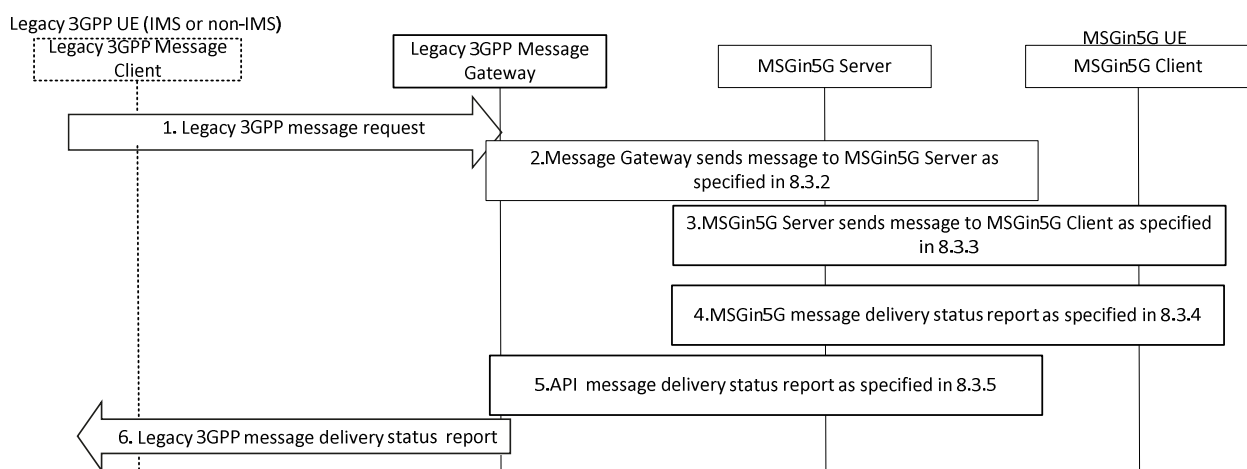 Legacy 3GPP UE (IMS or non-IMS)
Legacy 3GPP Message
Client
Legacy 3GPP Message
Gateway
MSGin5G Server
MSGin5G UE
MSGin5G Client
1. Legacy 3GPP message request
2.Message Gateway sends message to MSGin5G Server as
specified in 8.3.2
3.MSGin5G Server sends message to MSGin5G Client as specified
in 8.3.3
4.MSGin5G message delivery status report as specified in 8.3.4
5.API message delivery status report as specified in 8.3.5
6. Legacy 3GPP message delivery status report